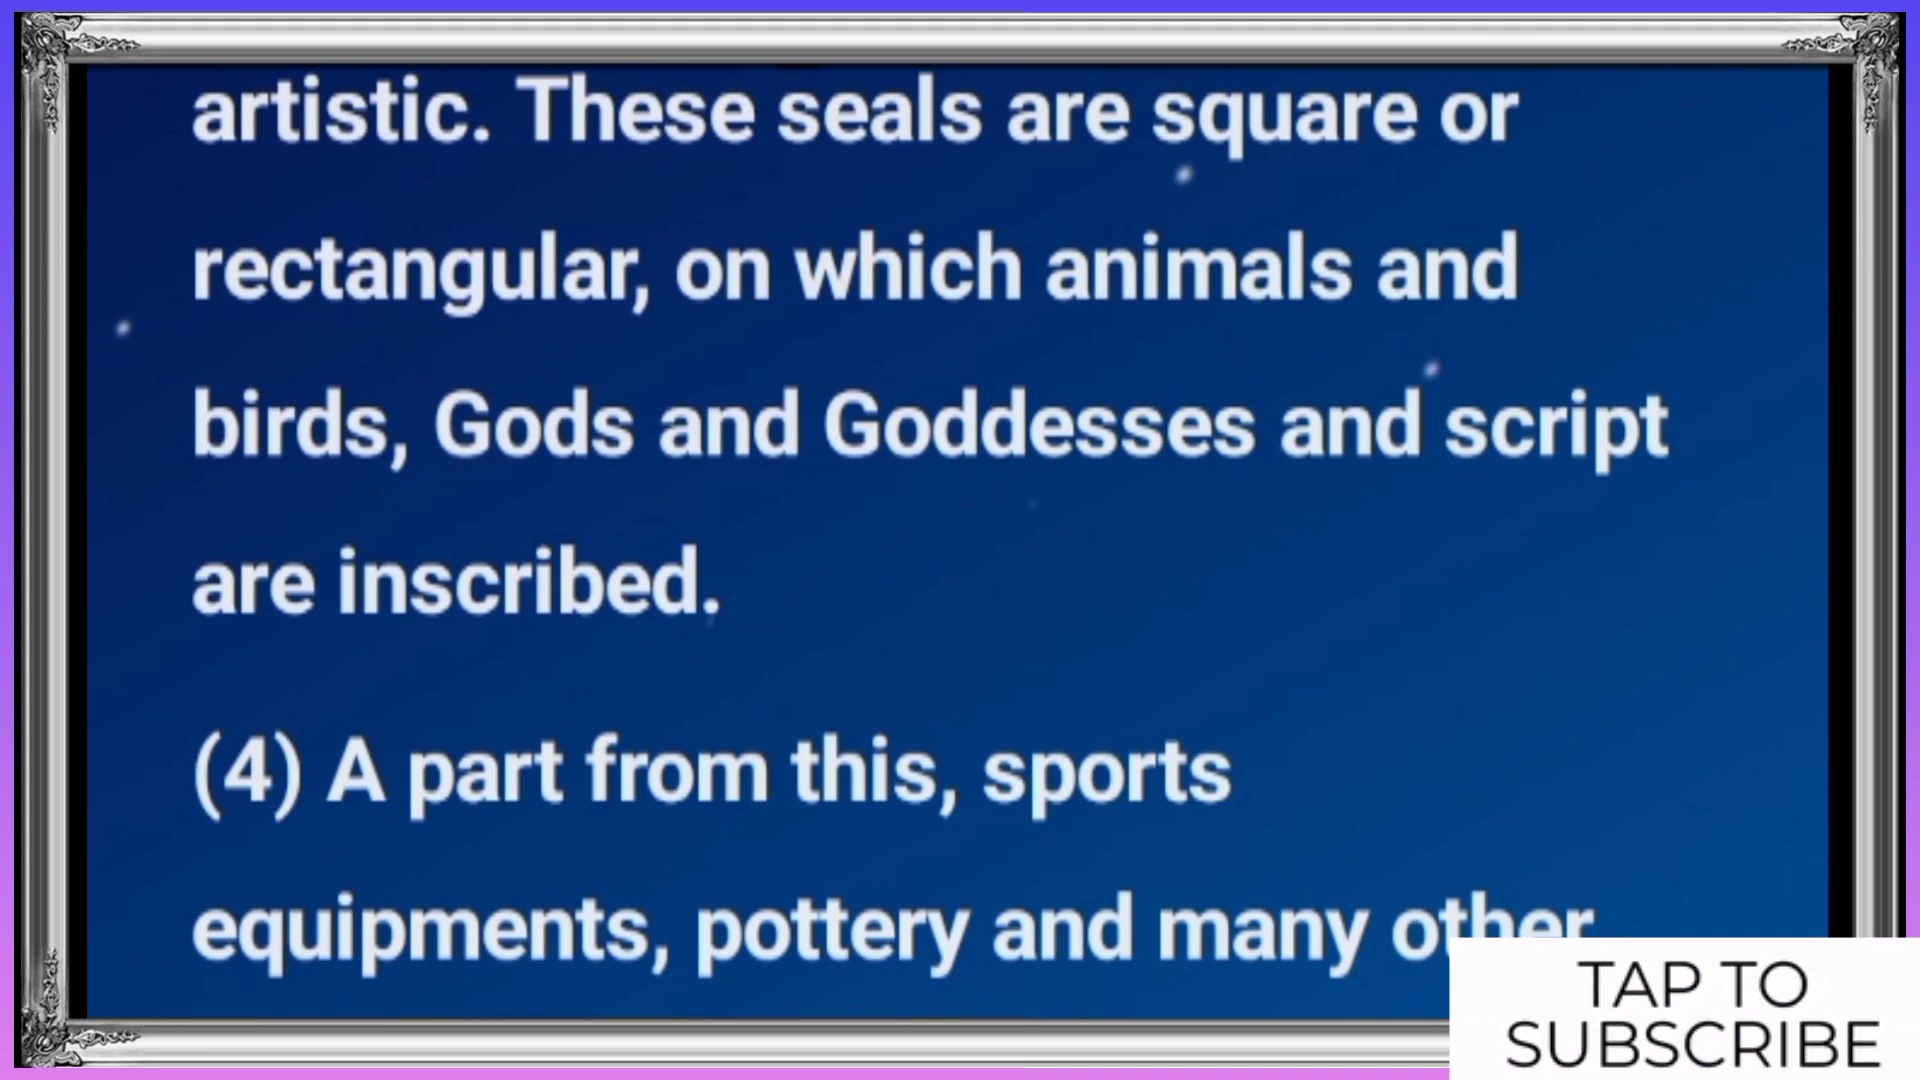 artistic. These seals are square or
rectangular, on which animals and
birds, Gods and Goddesses and script
are inscribed.
(4) A part from this, sports
equipments, pottery and many other
TAP TO
SUBSCRIBE